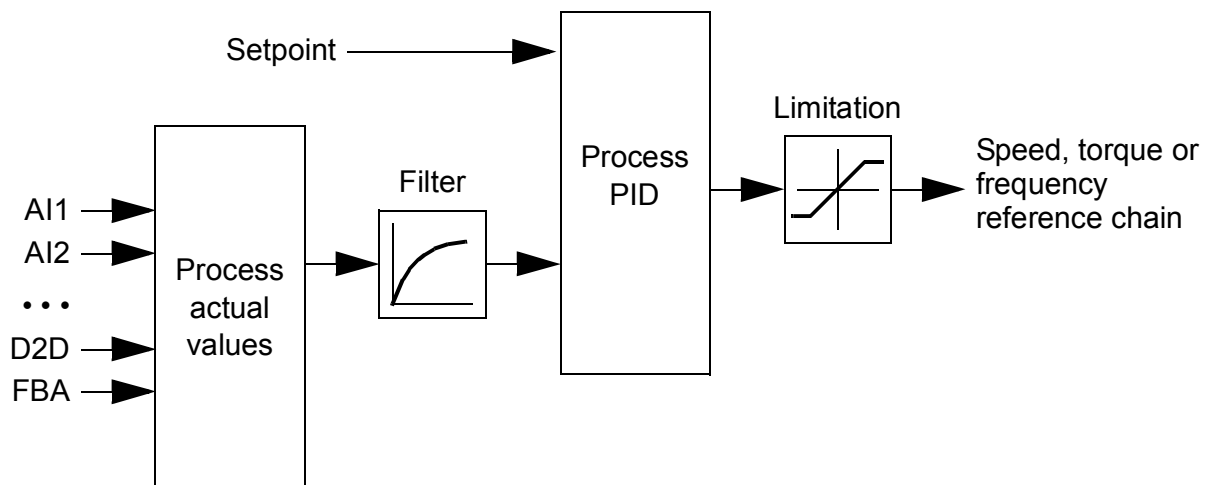 Setpoint
Limitation
Process
PID
Speed, torque or
frequency
reference chain
Filter
AI1
AI2
• • •
D2D
FBA
Process
actual
values